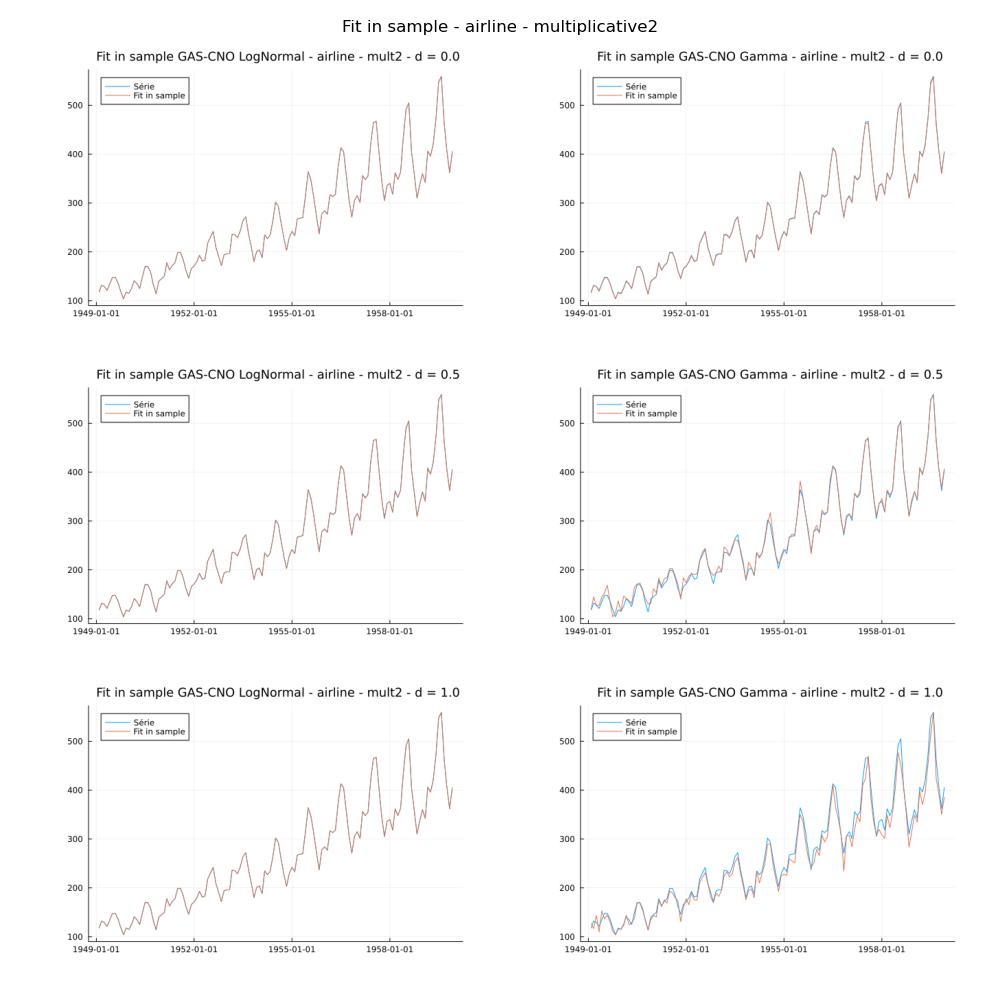 Fit in sample - airline - multiplicative2
Fit in sample GAS-CNO LogNormal - airline - mult2 - d = 0.0
Série
Fit in sample
500
400
300
200
100
1949-01-01 1952-01-01 1955-01-01 1958-01-01
Fit in sample GAS-CNO Gamma - airline - mult2 - d = 0.0
Série
Fit in sample
500
400
300
200
100
1949-01-01 1952-01-01 1955-01-01 1958-01-01
Fit in sample GAS-CNO LogNormal - airline - mult2 - d = 0.5
Série
Fit in sample
500
400
300
200
100
1949-01-01 1952-01-01 1955-01-01 1958-01-01
Fit in sample GAS-CNO Gamma - airline - mult2 - d = 0.5
Série
Fit in sample
500
400
300
200
100
1949-01-01 1952-01-01 1955-01-01 1958-01-01
Fit in sample GAS-CNO LogNormal - airline - mult2 - d = 1.0
Série
Fit in sample
500
400
300
200
100
1949-01-01 1952-01-01 1955-01-01 1958-01-01
Fit in sample GAS-CNO Gamma - airline - mult2 - d = 1.0
Série
Fit in sample
500
400
300
200
100
1949-01-01 1952-01-01 1955-01-01 1958-01-01